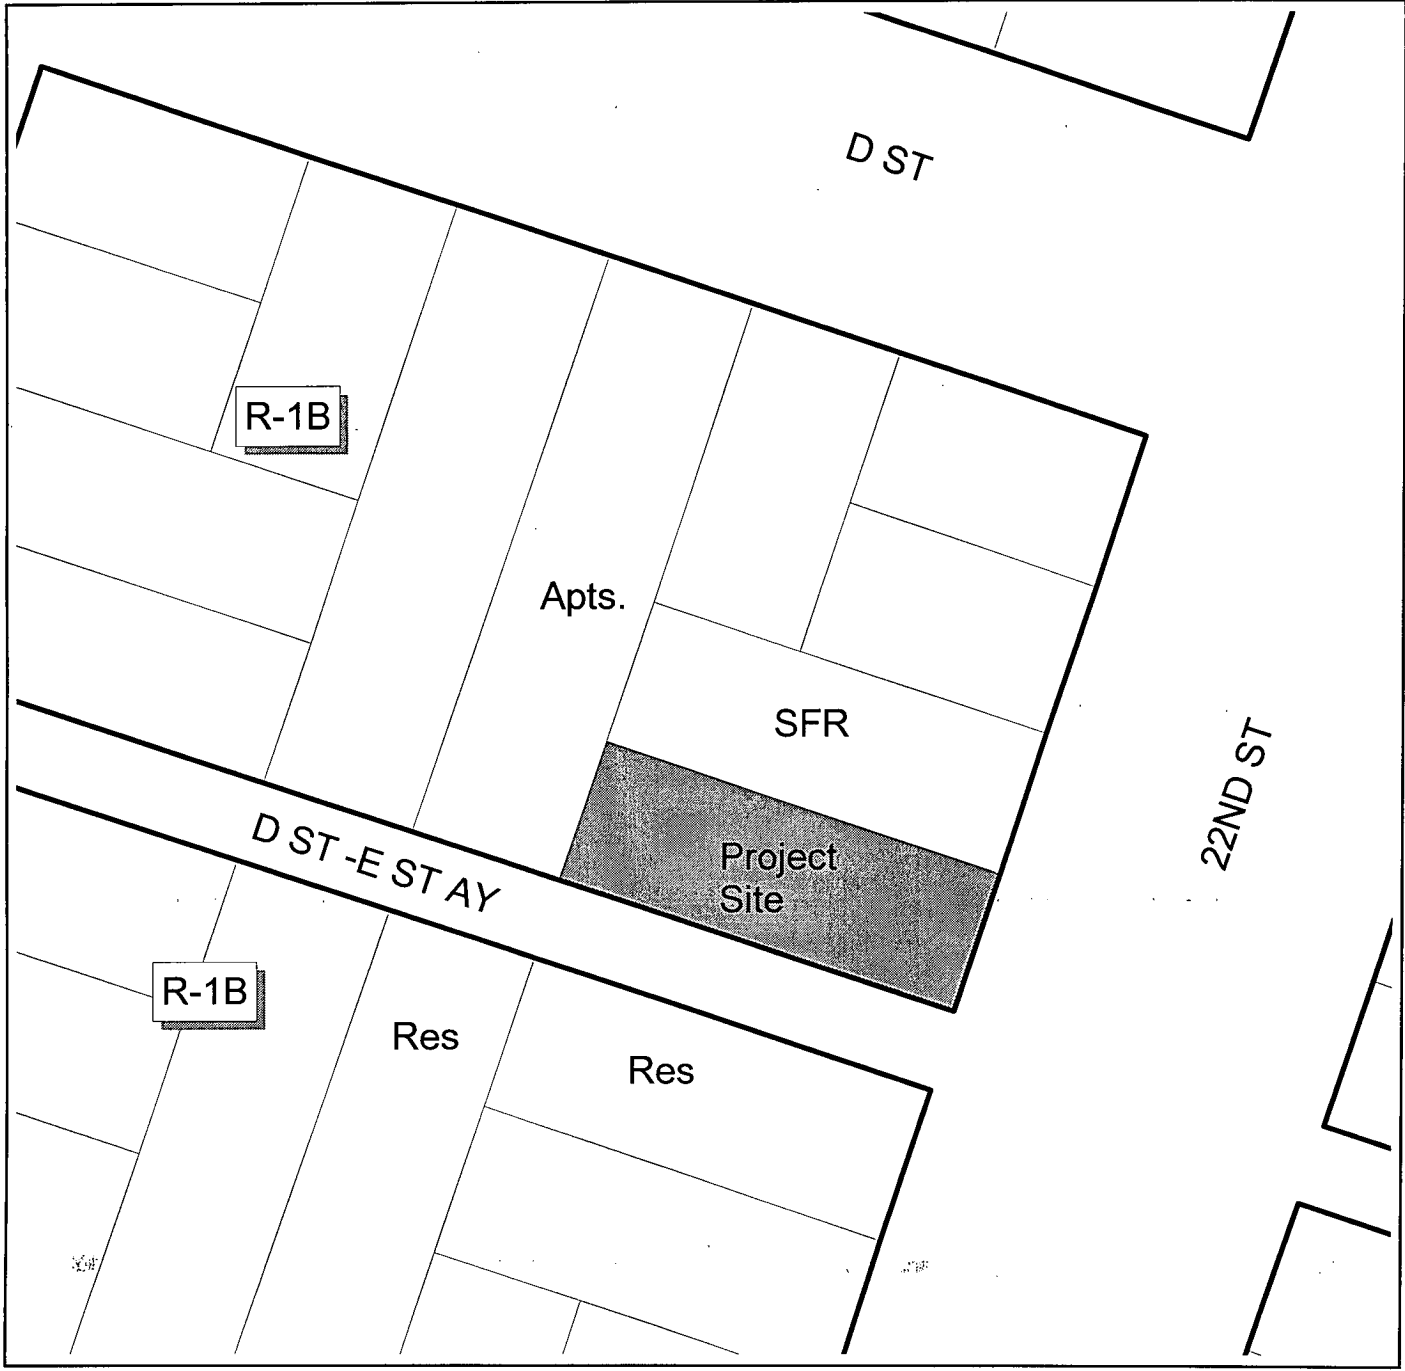 D ST
R-1B
Apts.
SFR
22ND ST
D ST -E ST AY
Project
Site
R-1B
Res
Res